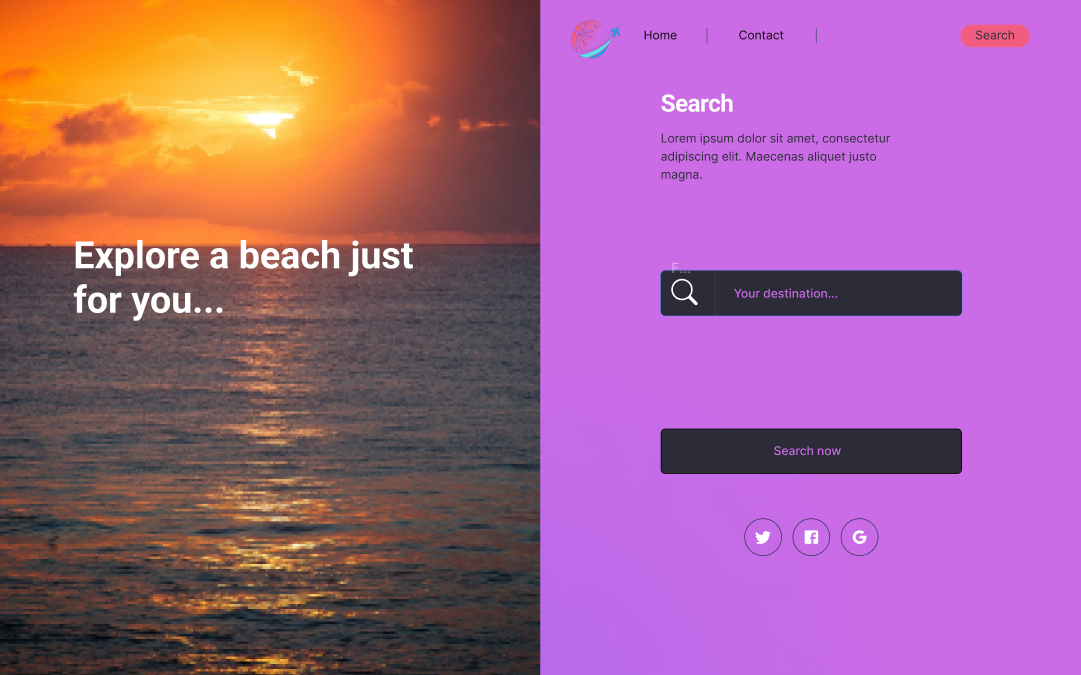 Explore a beach just
for you...
Home
Contact
Search
Search
Lorem ipsum dolor sit amet, consectetur
adipiscing elit. Maecenas aliquet justo
magna.
F...
Your destination...
Search now